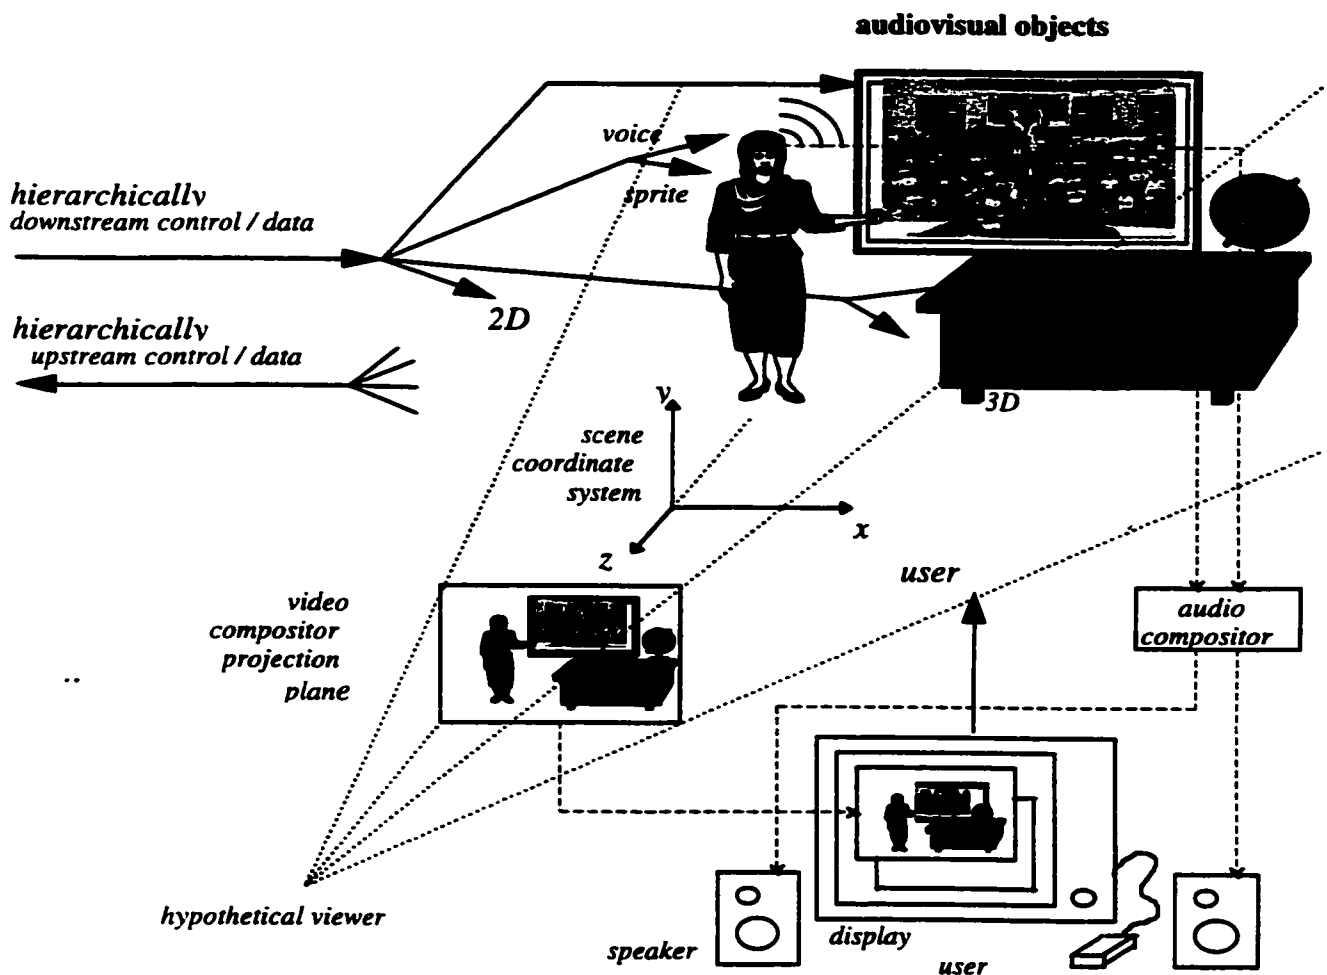 audiovisual objects
voice
sprite
hierarchically
downstream control / data
2D
hierarchically
upstream control / data
3D
y
scene
coordinate
system
x
z
user
video
compositor
projection
plane
audio
compositor
hypothetical viewer
speaker
display
user